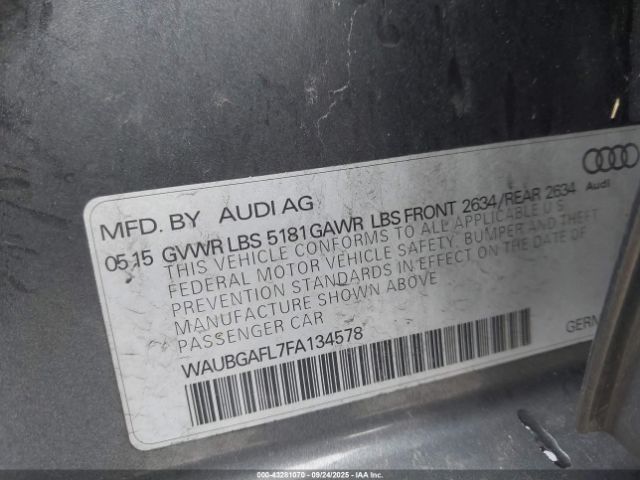 Audi
MFD. BY AUDI AG
05.15 GVWR LBS 5181 GAWR LBS FRONT 2634/REAR 2634
THIS VEHICLE CONFORMS TO ALL APPLICABLE U S
FEDERAL MOTOR VEHICLE SAFETY, BUMPER AND THEFT
PREVENTION STANDARDS IN EFFECT ON THE DATE OF
MANUFACTURE SHOWN ABOVE
PASSENGER CAR
WAUBGAFL7FA134578
GERM
000-43281070 - 09/24/2025 - IAA Inc.